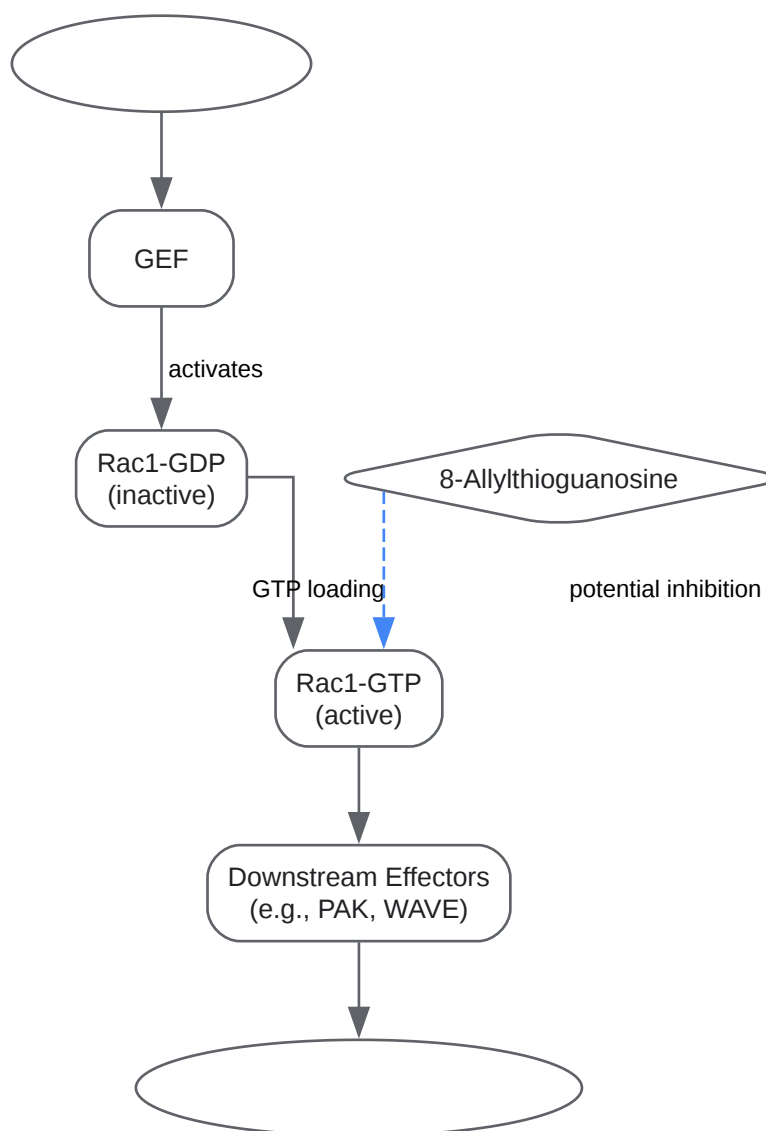 GEF
activates
Rac1-GDP
(inactive)
8-Allylthioguanosine
GTP loading
potential inhibition
Rac1-GTP
(active)
Downstream Effectors
(e.g., PAK, WAVE)